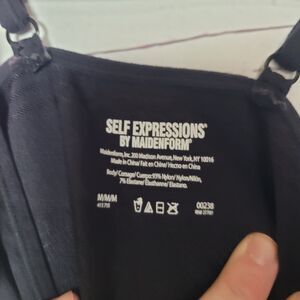 SELF EXPRESSIONS®
BY MAIDENFORM®
Maidenform, Inc. 200 Madison Avenue, New York, NY 10016
Made in China / Fait en Chine / Hecho en China
Body/Corsage/Cuerpo: 93% Nylon/Nylon/Nilón,
7% Elastane/Elasthanne/Elastano.
M/M/M
00238